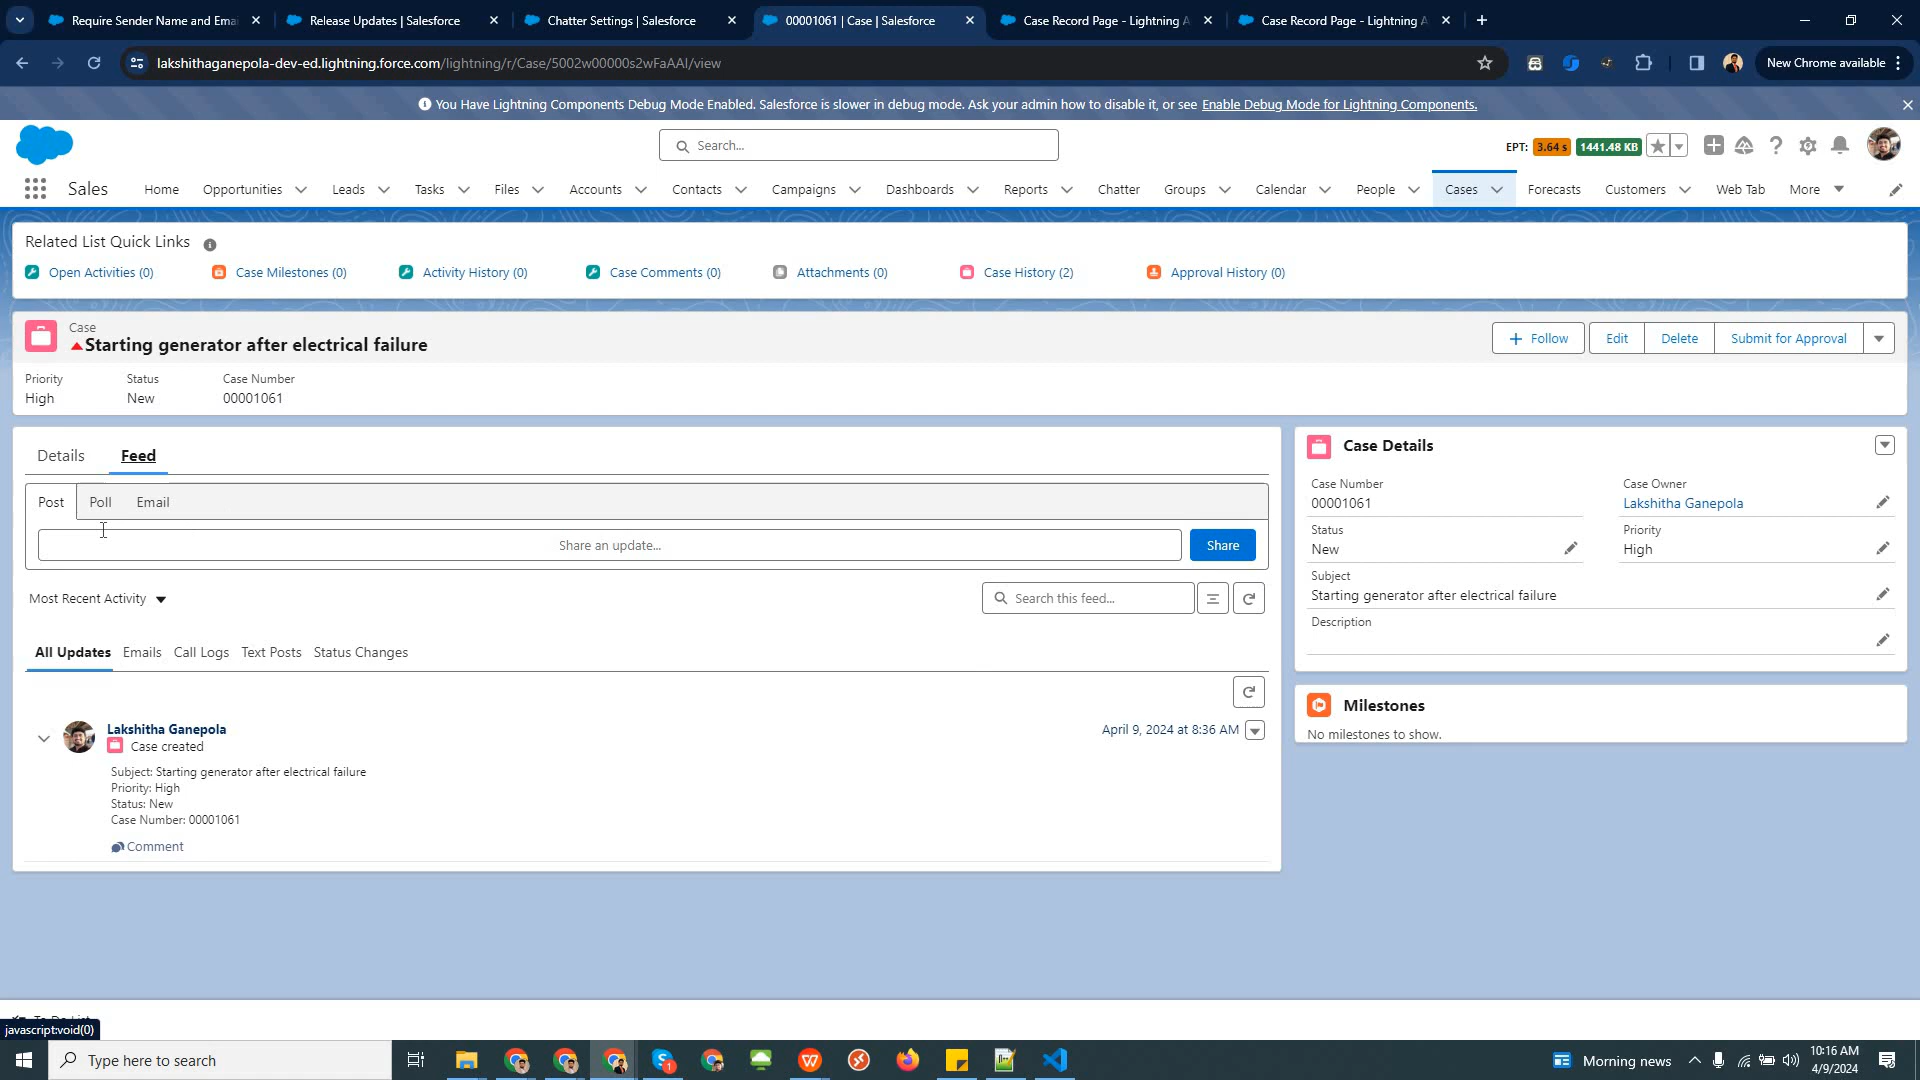 Require Sender Name and Emai
Release Updates | Salesforce
Chatter Settings | Salesforce
00001061 | Case | Salesforce
Case Record Page - Lightning A
Case Record Page - Lightning A
lakshithaganepola-dev-ed.lightning.force.com/lightning/r/Case/5002w00000s2wFaAAI/view
New Chrome available
You Have Lightning Components Debug Mode Enabled. Salesforce is slower in debug mode. Ask your admin how to disable it, or see Enable Debug Mode for Lightning Components.
Search...
EPT: 3.64 s 1441.48 KB
Sales Home Opportunities Leads Tasks Files Accounts Contacts Campaigns Dashboards Reports Chatter Groups Calendar People Cases Forecasts Customers Web Tab More
Related List Quick Links
Open Activities (0) Case Milestones (0) Activity History (0) Case Comments (0) Attachments (0) Case History (2) Approval History (0)
Case
Starting generator after electrical failure
Follow Edit Delete Submit for Approval
Priority Status Case Number
High New 00001061
Details Feed
Post Poll Email
Share an update...
Share
Most Recent Activity
Search this feed...
All Updates Emails Call Logs Text Posts Status Changes
Lakshitha Ganepola
April 9, 2024 at 8:36 AM
Case created
Subject: Starting generator after electrical failure
Priority: High
Status: New
Case Number: 00001061
Comment
Case Details
Case Number Case Owner
00001061 Lakshitha Ganepola
Status Priority
New High
Subject
Starting generator after electrical failure
Description
Milestones
No milestones to show.
To Do List
javascript:void(0)
Type here to search
1
Morning news
10:16 AM
4/9/2024